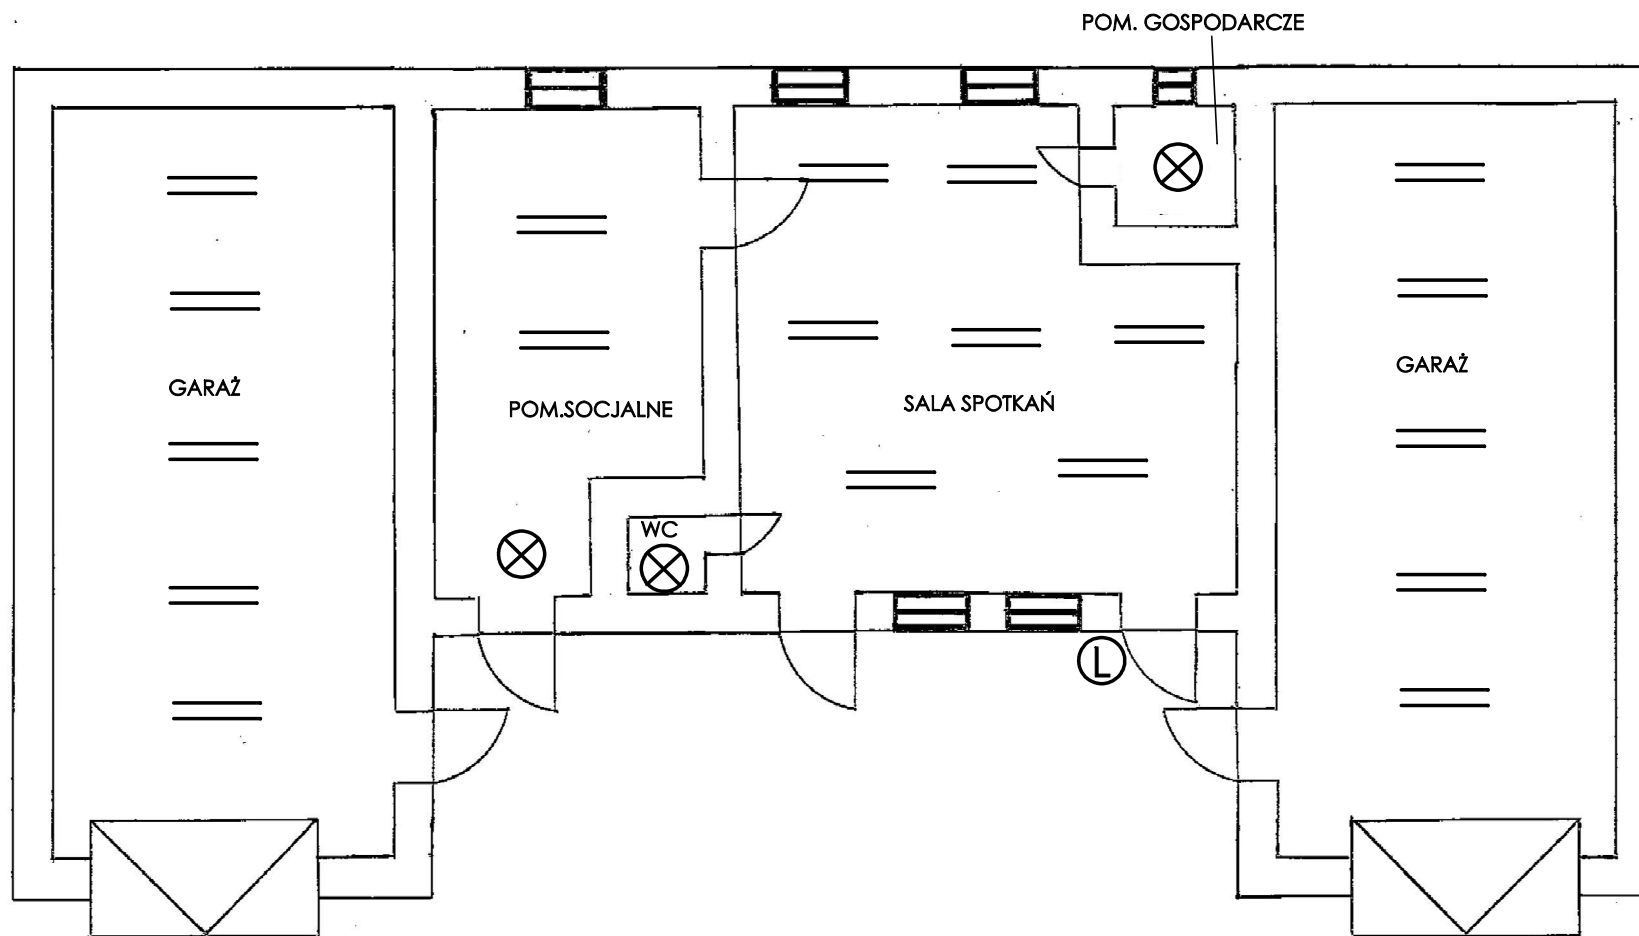 POM. GOSPODARCZE
GARAŻ
POM.SOCJALNE
SALA SPOTKAŃ
GARAŻ
WC
L